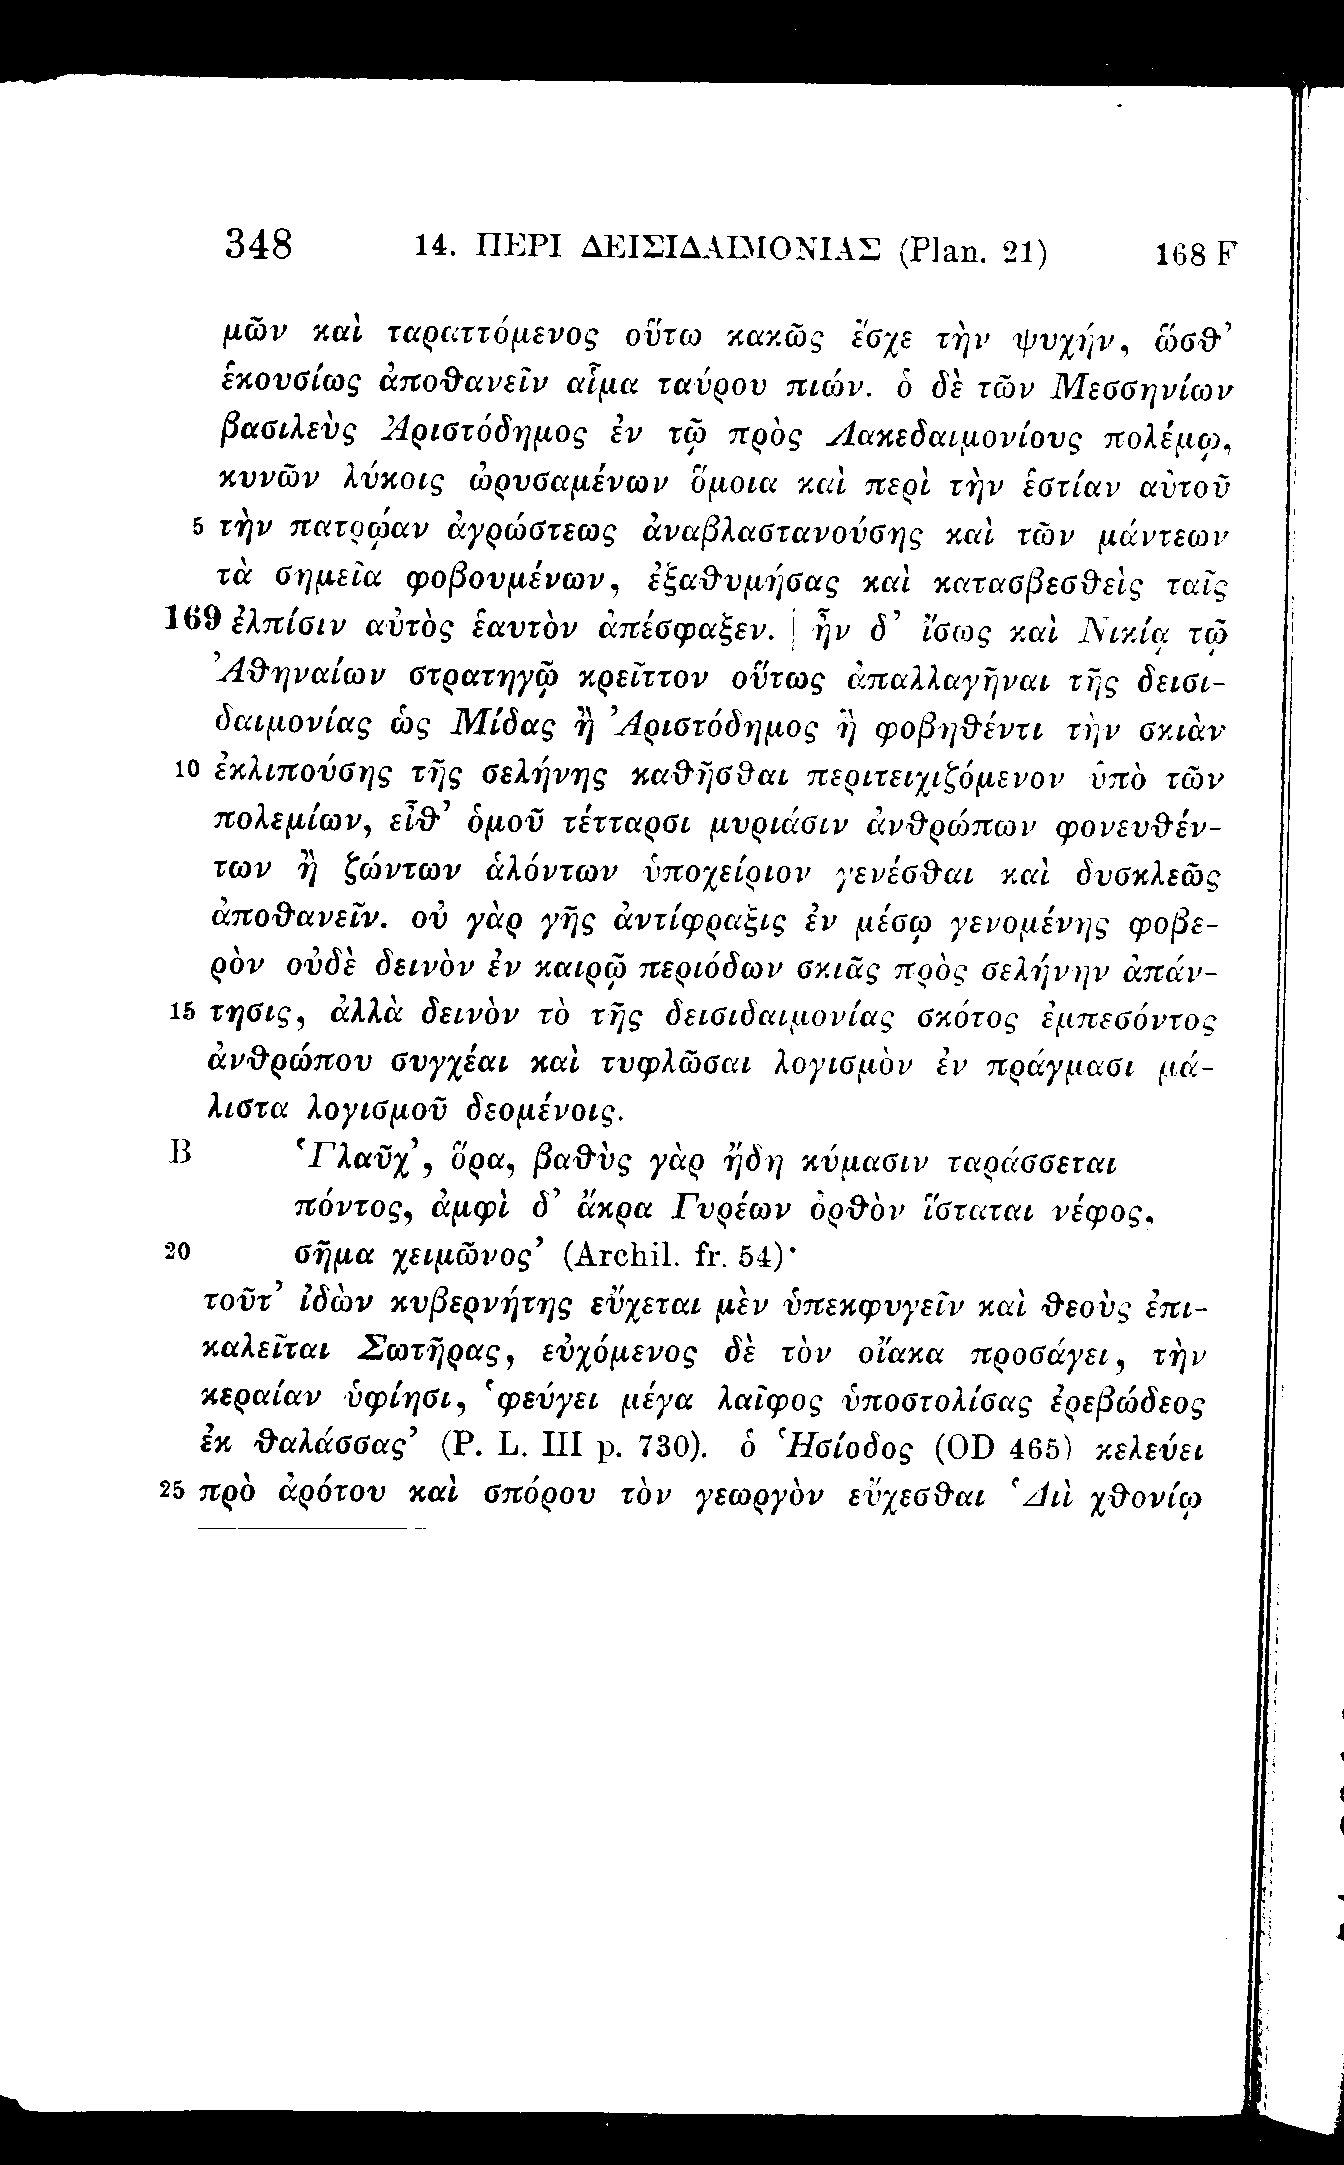 348 14. ΠΕΡΙ ΔΕΙΣΙΔΑΙΜΟΝΙΑΣ (Plan. 21) 168 F
μῶν καὶ ταραττόμενος οὕτω κακῶς ἔσχε τὴν ψυχήν, ὥσθ’
ἑκουσίως ἀποθανεῖν αἷμα ταύρου πιών. ὁ δὲ τῶν Μεσσηνίων
βασιλεὺς Ἀριστόδημος ἐν τῷ πρὸς Λακεδαιμονίους πολέμῳ,
κυνῶν λύκοις ὠρυσαμένων ὅμοια καὶ περὶ τὴν ἑστίαν αὐτοῦ
5 τὴν πατρῴαν ἀγρώστεως ἀναβλαστανούσης καὶ τῶν μάντεων
τὰ σημεῖα φοβουμένων, ἐξαθυμήσας καὶ κατασβεσθεὶς ταῖς
169 ἐλπίσιν αὐτὸς ἑαυτὸν ἀπέσφαξεν. | ἦν δ’ ἴσως καὶ Νικίᾳ τῷ
Ἀθηναίων στρατηγῷ κρεῖττον οὕτως ἀπαλλαγῆναι τῆς δεισι-
δαιμονίας ὡς Μίδας ἢ Ἀριστόδημος ἢ φοβηθέντι τὴν σκιὰν
10 ἐκλιπούσης τῆς σελήνης καθῆσθαι περιτειχιζόμενον ὑπὸ τῶν
πολεμίων, εἶθ’ ὁμοῦ τέτταρσι μυριάσιν ἀνθρώπων φονευθέν-
των ἢ ζώντων ἁλόντων ὑποχείριον γενέσθαι καὶ δυσκλεῶς
ἀποθανεῖν. οὐ γὰρ γῆς ἀντίφραξις ἐν μέσῳ γενομένης φοβε-
ρὸν οὐδὲ δεινὸν ἐν καιρῷ περιόδων σκιᾶς πρὸς σελήνην ἀπάν-
15 τησις, ἀλλὰ δεινὸν τὸ τῆς δεισιδαιμονίας σκότος ἐμπεσόντος
ἀνθρώπου συγχέαι καὶ τυφλῶσαι λογισμὸν ἐν πράγμασι μά-
λιστα λογισμοῦ δεομένοις.
B ‘Γλαῦχ’, ὅρα, βαθὺς γὰρ ἤδη κύμασιν ταράσσεται
πόντος, ἀμφὶ δ’ ἄκρα Γυρέων ὀρθὸν ἵσταται νέφος,
20 σῆμα χειμῶνος’ (Archil. fr. 54)·
τοῦτ’ ἰδὼν κυβερνήτης εὔχεται μὲν ὑπεκφυγεῖν καὶ θεοὺς ἐπι-
καλεῖται Σωτῆρας, εὐχόμενος δὲ τὸν οἴακα προσάγει, τὴν
κεραίαν ὑφίησι, ‘φεύγει μέγα λαῖφος ὑποστολίσας ἐρεβώδεος
ἐκ θαλάσσας’ (P. L. III p. 730). ὁ Ἡσίοδος (OD 465) κελεύει
25 πρὸ ἀρότου καὶ σπόρου τὸν γεωργὸν εὔχεσθαι ‘Διὶ χθονίῳ